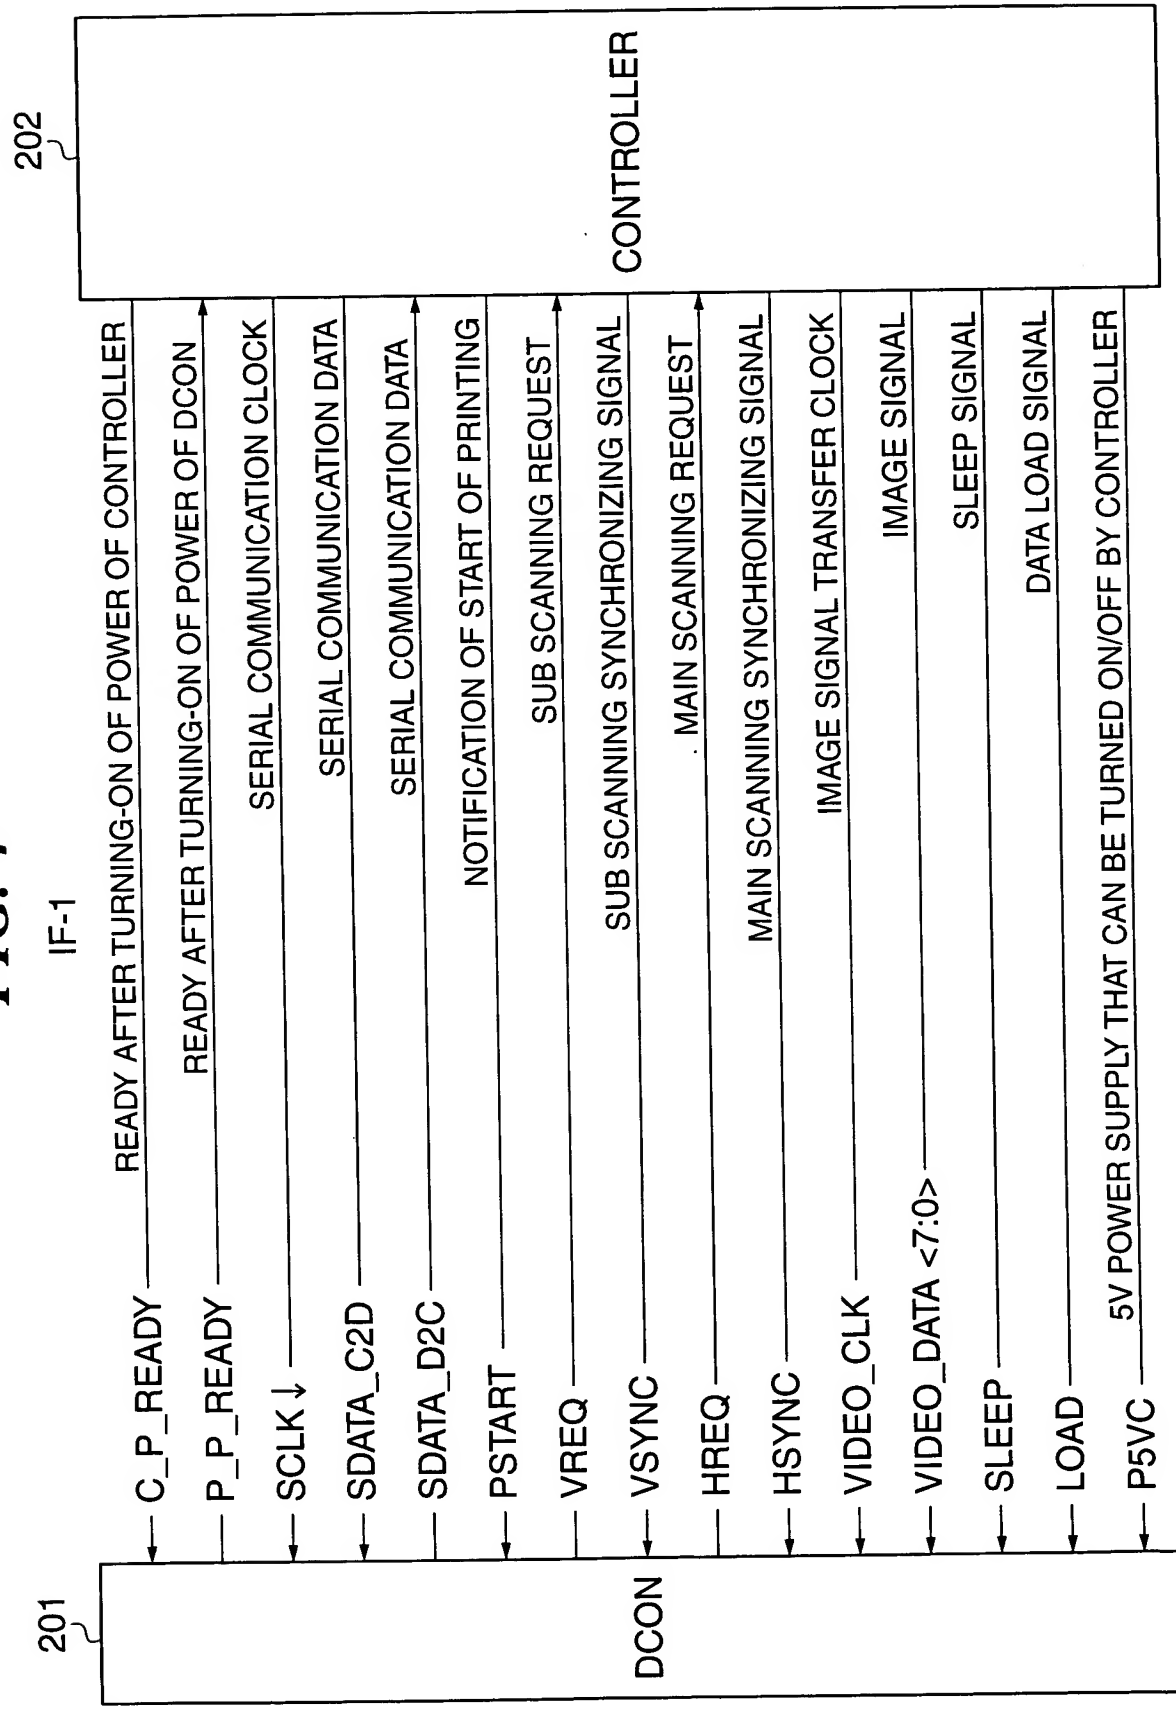 FIG. 7
IF-1
201
202
DCON
CONTROLLER
C_P_READY READY AFTER TURNING-ON OF POWER OF CONTROLLER
P_P_READY READY AFTER TURNING-ON OF POWER OF DCON
SCLK ↓ SERIAL COMMUNICATION CLOCK
SDATA_C2D SERIAL COMMUNICATION DATA
SDATA_D2C SERIAL COMMUNICATION DATA
PSTART NOTIFICATION OF START OF PRINTING
VREQ SUB SCANNING REQUEST
VSYNC SUB SCANNING SYNCHRONIZING SIGNAL
HREQ MAIN SCANNING REQUEST
HSYNC MAIN SCANNING SYNCHRONIZING SIGNAL
VIDEO_CLK IMAGE SIGNAL TRANSFER CLOCK
VIDEO_DATA <7:0> IMAGE SIGNAL
SLEEP SLEEP SIGNAL
LOAD DATA LOAD SIGNAL
P5VC 5V POWER SUPPLY THAT CAN BE TURNED ON/OFF BY CONTROLLER